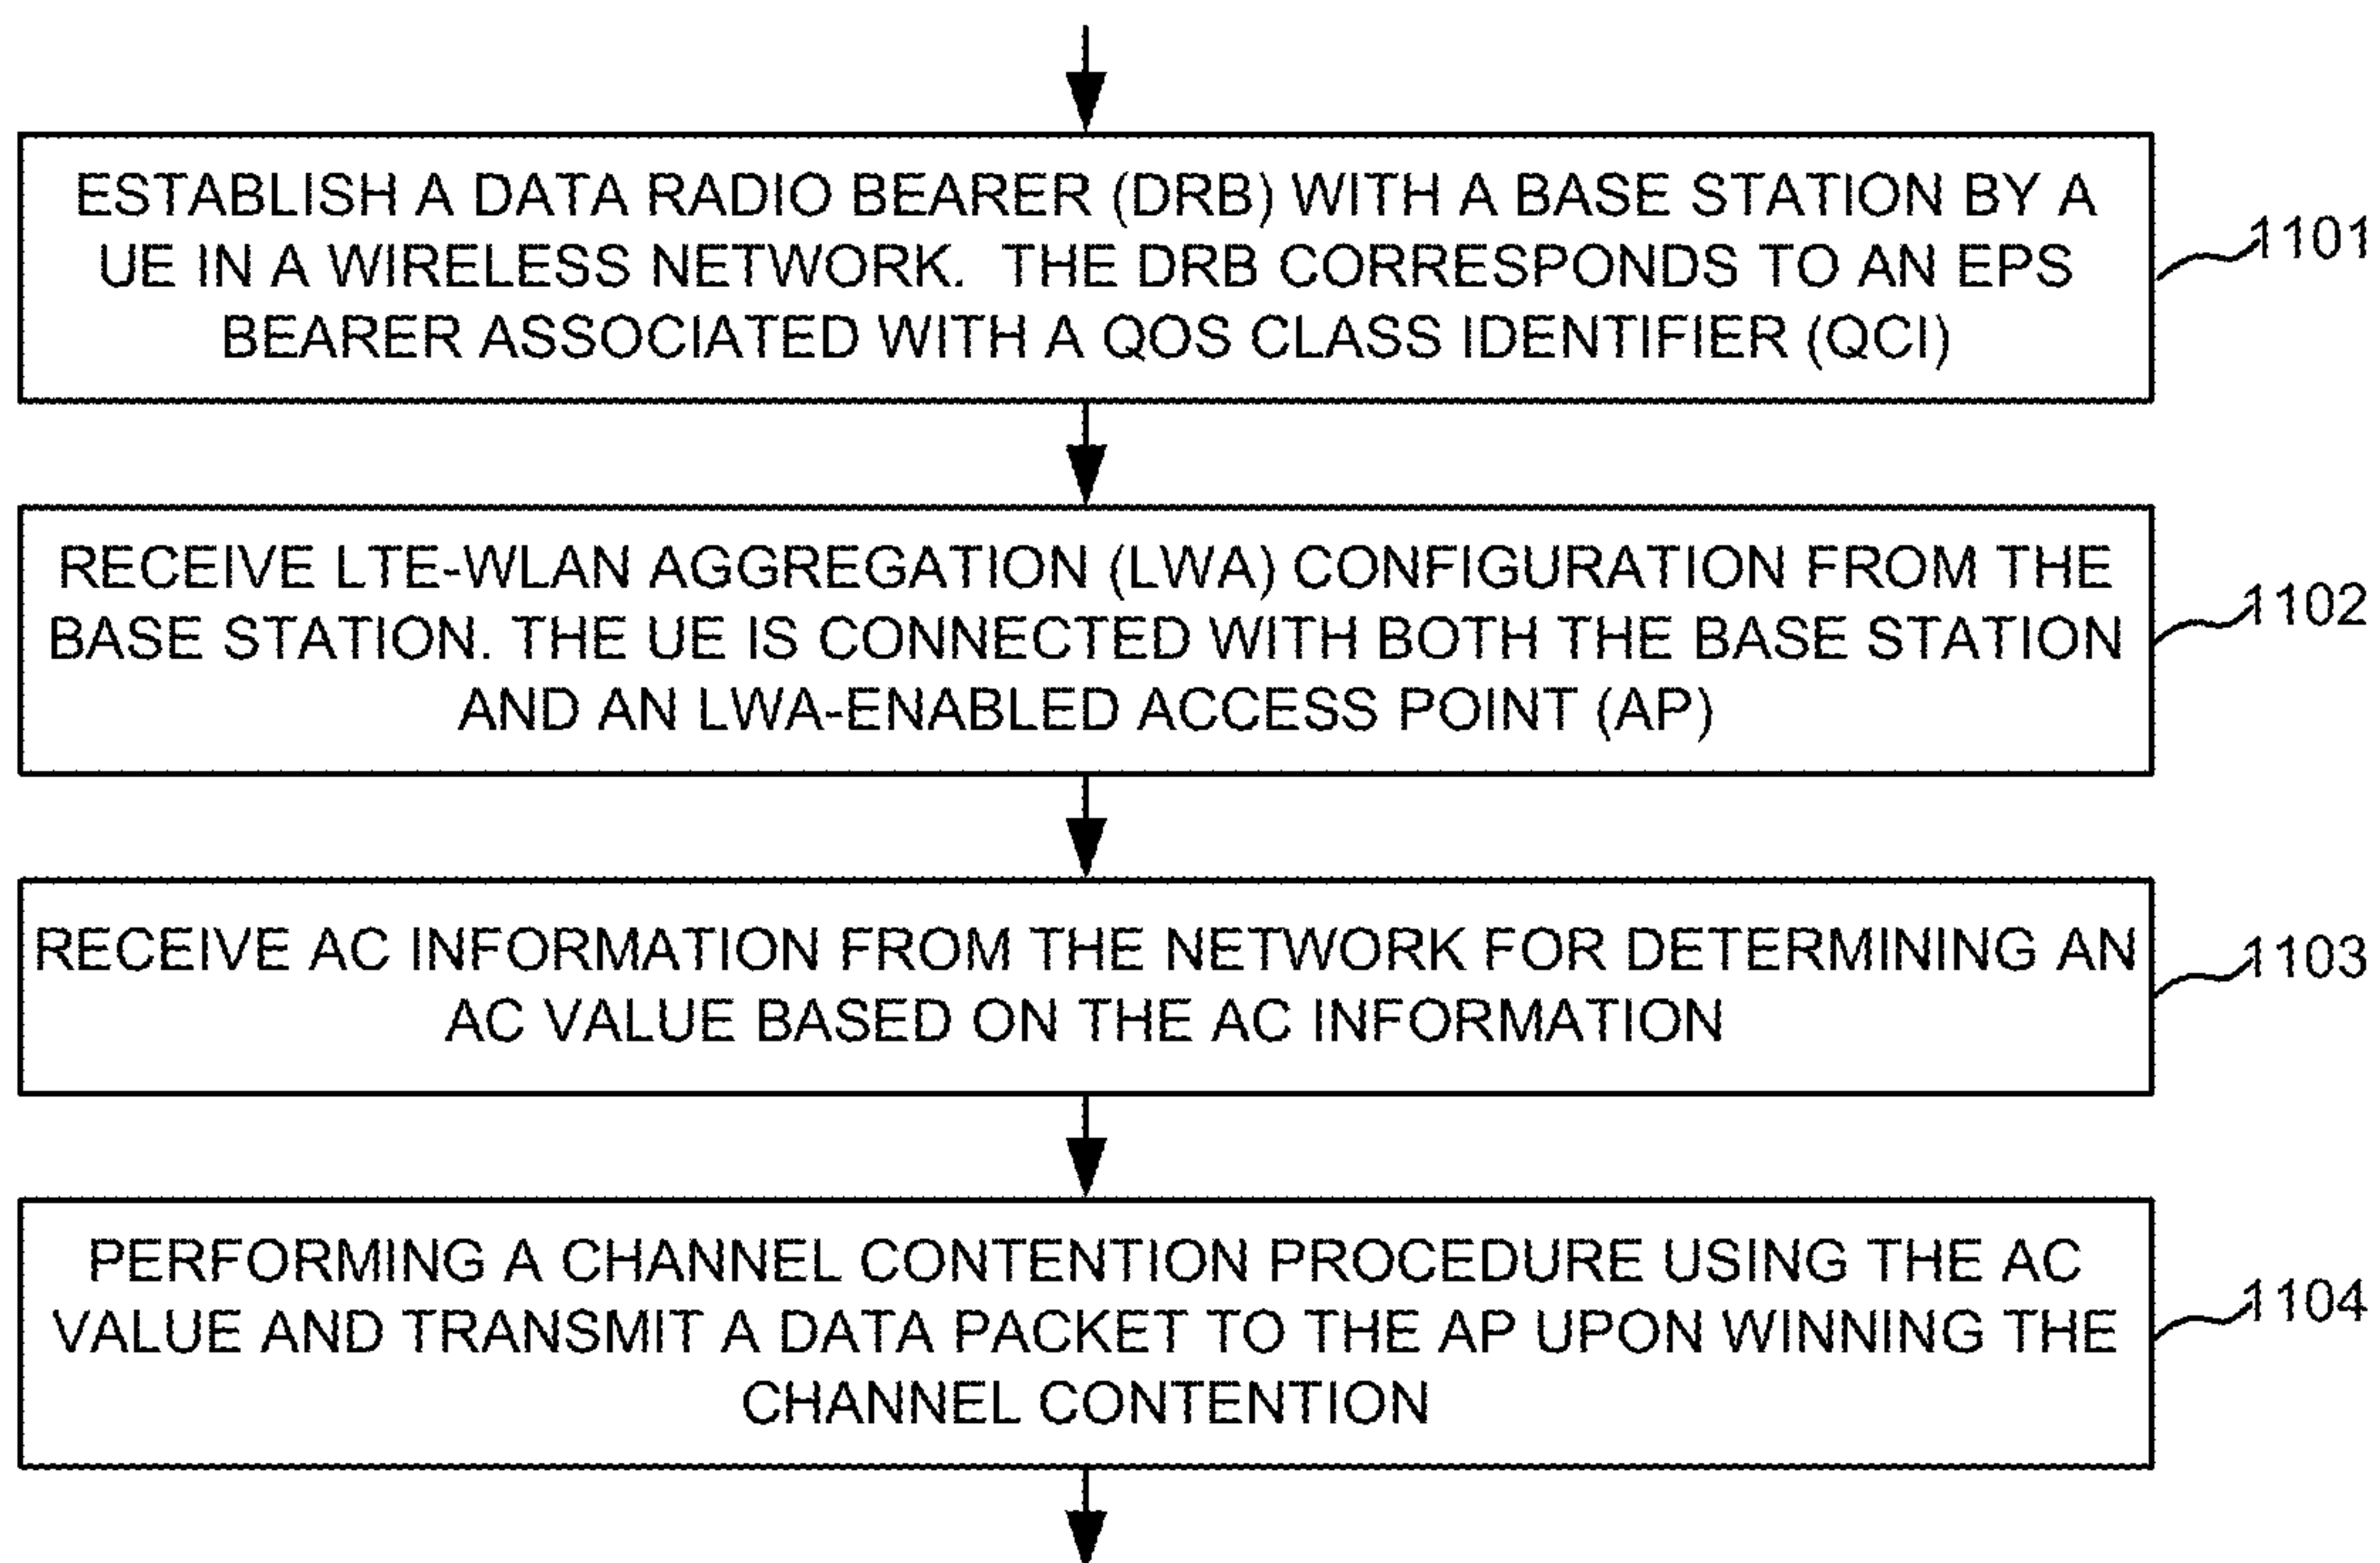 ESTABLISH A DATA RADIO BEARER (DRB) WITH A BASE STATION BY A
UE IN A WIRELESS NETWORK.  THE DRB CORRESPONDS TO AN EPS
BEARER ASSOCIATED WITH A QOS CLASS IDENTIFIER (QCI)
1101
RECEIVE LTE-WLAN AGGREGATION (LWA) CONFIGURATION FROM THE
BASE STATION. THE UE IS CONNECTED WITH BOTH THE BASE STATION
AND AN LWA-ENABLED ACCESS POINT (AP)
1102
RECEIVE AC INFORMATION FROM THE NETWORK FOR DETERMINING AN
AC VALUE BASED ON THE AC INFORMATION
1103
PERFORMING A CHANNEL CONTENTION PROCEDURE USING THE AC
VALUE AND TRANSMIT A DATA PACKET TO THE AP UPON WINNING THE
CHANNEL CONTENTION
1104